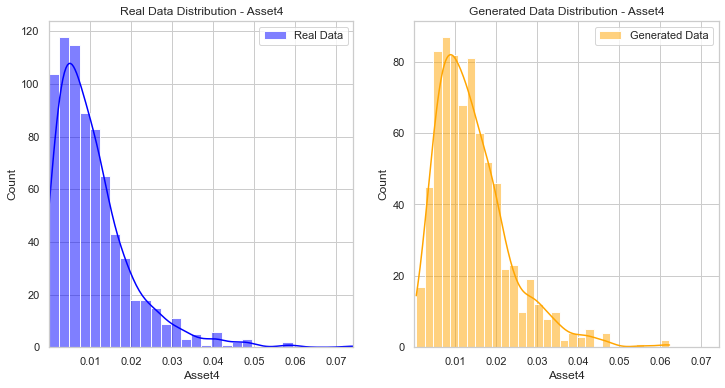 Real Data Distribution - Asset4
Real Data
120
100
80
60
40
20
0
Count
0.01 0.02 0.03 0.04 0.05 0.06 0.07
Asset4
Generated Data Distribution - Asset4
Generated Data
80
60
40
20
0
Count
0.01 0.02 0.03 0.04 0.05 0.06 0.07
Asset4